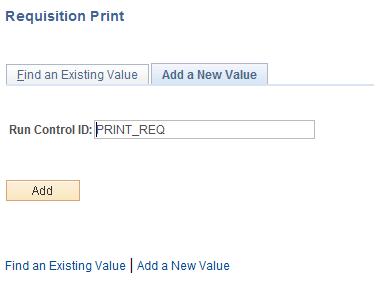 Requisition Print
Find an Existing Value Add a New Value
Run Control ID: PRINT_REQ
Add
Find an Existing Value | Add a New Value